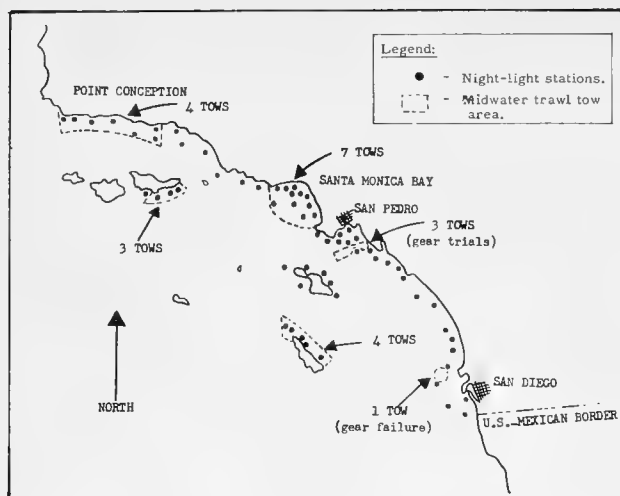 Legend:
- Night-light stations.
- Midwater trawl tow
area.
POINT CONCEPTION
4 TOWS
7 TOWS
SANTA MONICA BAY
SAN PEDRO
3 TOWS
(gear trials)
3 TOWS
4 TOWS
NORTH
1 TOW
(gear failure)
SAN DIEGO
U.S.-MEXICAN BORDER